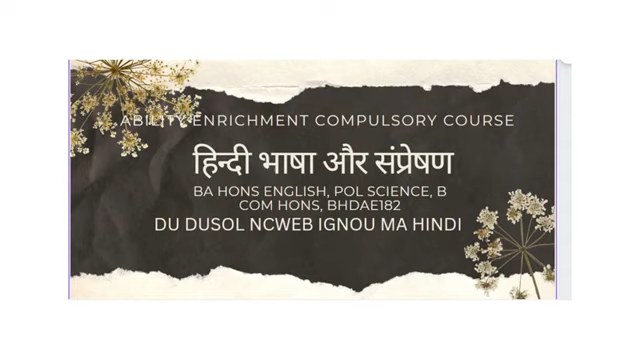 ABILITY ENRICHMENT COMPULSORY COURSE
हिन्दी भाषा और संप्रेषण
BA HONS ENGLISH, POL SCIENCE, B
COM HONS, BHDAE182
DU DUSOL NCWEB IGNOU MA HINDI